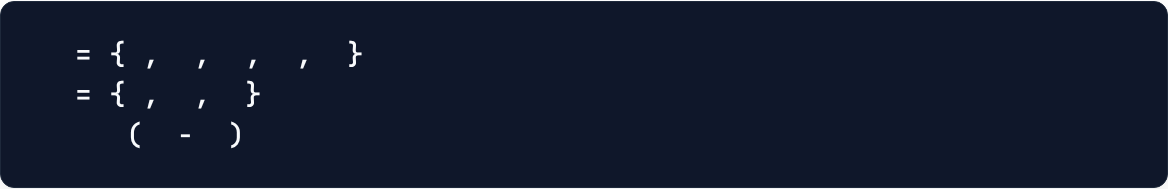 = { , , , , }
= { , , }
( - )